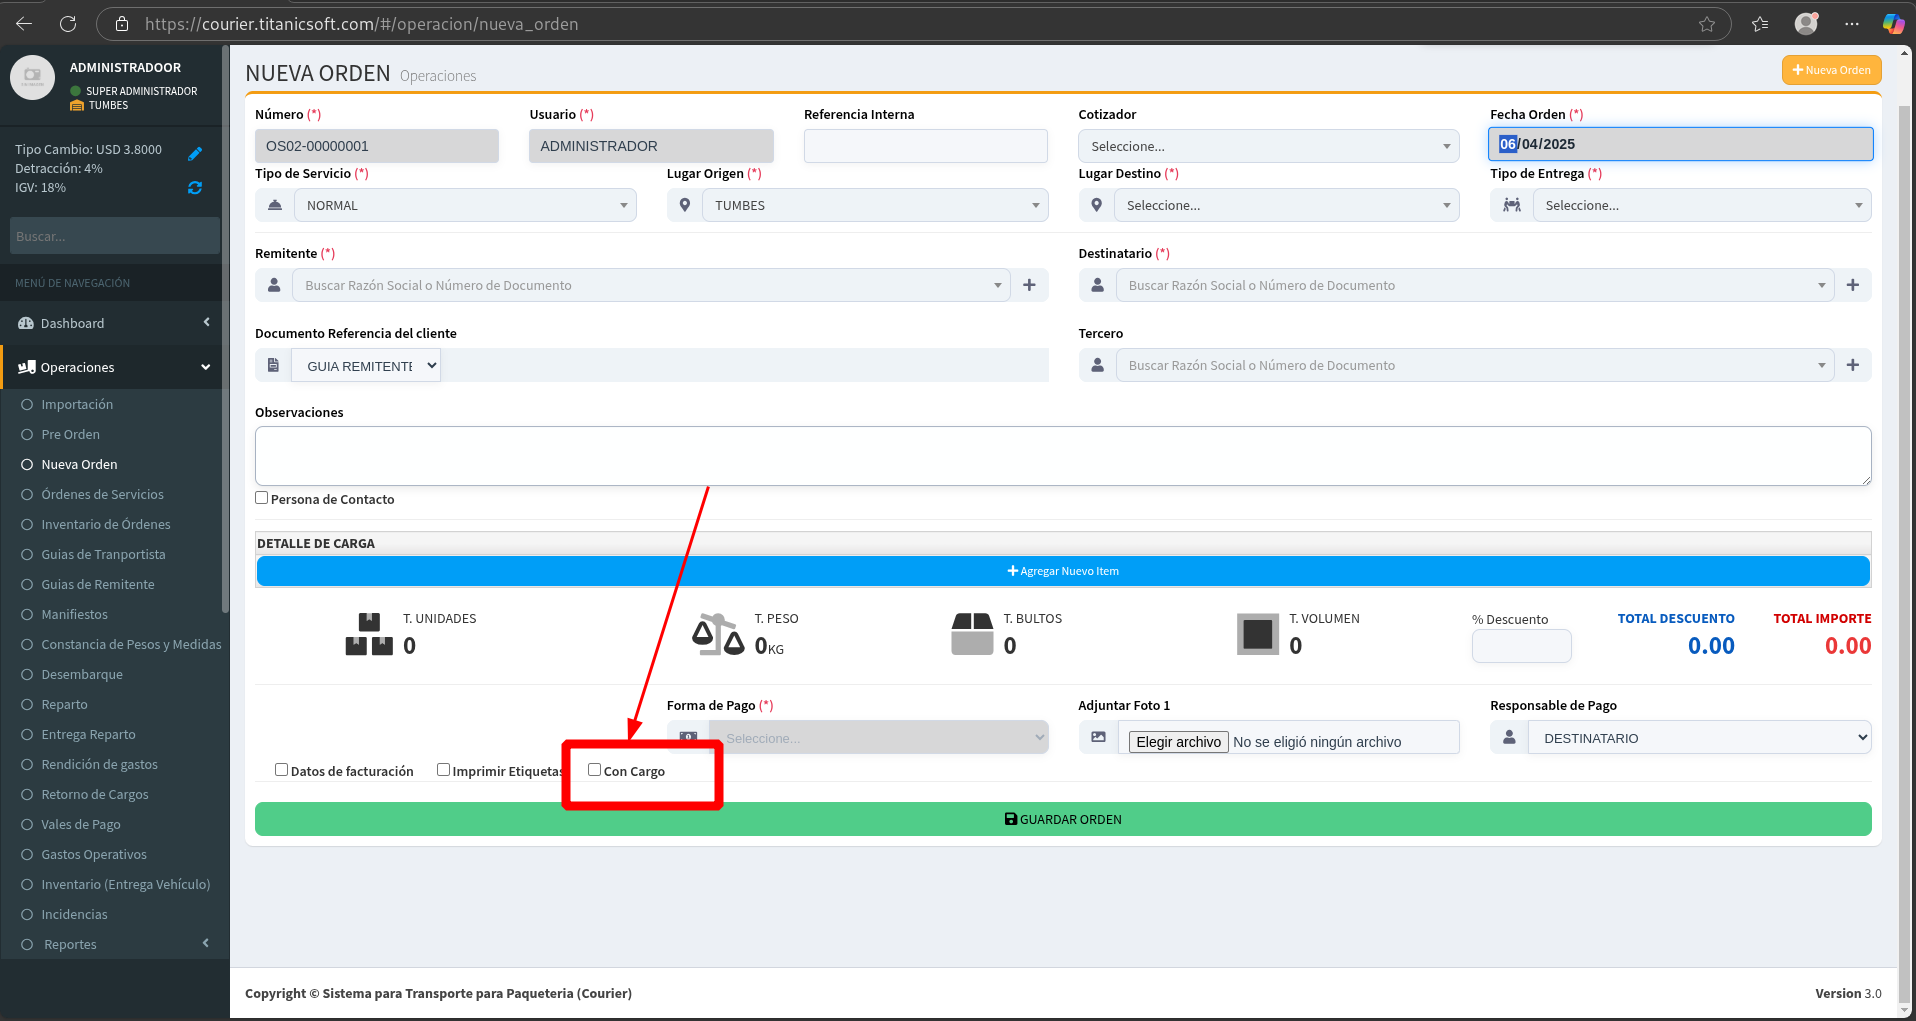 https://courier.titanicsoft.com/#/operacion/nueva_orden
ADMINISTRADOOR
SUPER ADMINISTRADOR
TUMBES
Tipo Cambio: USD 3.8000
Detracción: 4%
IGV: 18%
Buscar...
MENÚ DE NAVEGACIÓN
Dashboard
Operaciones
Importación
Pre Orden
Nueva Orden
Órdenes de Servicios
Inventario de Órdenes
Guias de Tranportista
Guias de Remitente
Manifiestos
Constancia de Pesos y Medidas
Desembarque
Reparto
Entrega Reparto
Rendición de gastos
Retorno de Cargos
Vales de Pago
Gastos Operativos
Inventario (Entrega Vehículo)
Incidencias
Reportes
NUEVA ORDEN Operaciones
Nueva Orden
Número (*) Usuario (*) Referencia Interna Cotizador Fecha Orden (*)
OS02-00000001 ADMINISTRADOR Seleccione... 06/04/2025
Tipo de Servicio (*) Lugar Origen (*) Lugar Destino (*) Tipo de Entrega (*)
NORMAL TUMBES Seleccione... Seleccione...
Remitente (*) Destinatario (*)
Buscar Razón Social o Número de Documento Buscar Razón Social o Número de Documento
Documento Referencia del cliente Tercero
GUIA REMITENTE Buscar Razón Social o Número de Documento
Observaciones
Persona de Contacto
DETALLE DE CARGA
Agregar Nuevo Item
T. UNIDADES T. PESO T. BULTOS T. VOLUMEN % Descuento TOTAL DESCUENTO TOTAL IMPORTE
0 0KG 0 0 0.00 0.00
Forma de Pago (*) Adjuntar Foto 1 Responsable de Pago
Seleccione... Elegir archivo No se eligió ningún archivo DESTINATARIO
Datos de facturación Imprimir Etiquetas Con Cargo
GUARDAR ORDEN
Copyright © Sistema para Transporte para Paqueteria (Courier) Version 3.0